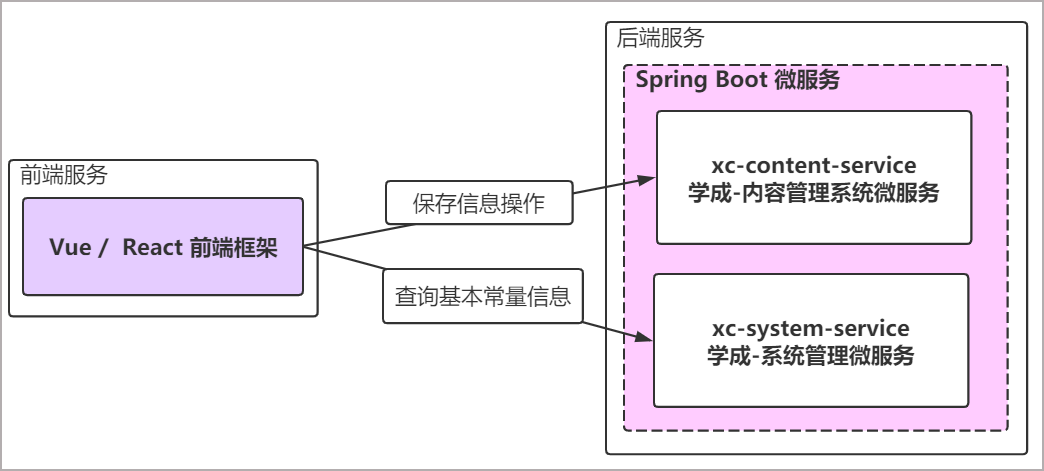 后端服务
Spring Boot 微服务
xc-content-service
学成-内容管理系统微服务
前端服务
Vue / React 前端框架
保存信息操作
查询基本常量信息
xc-system-service
学成-系统管理微服务